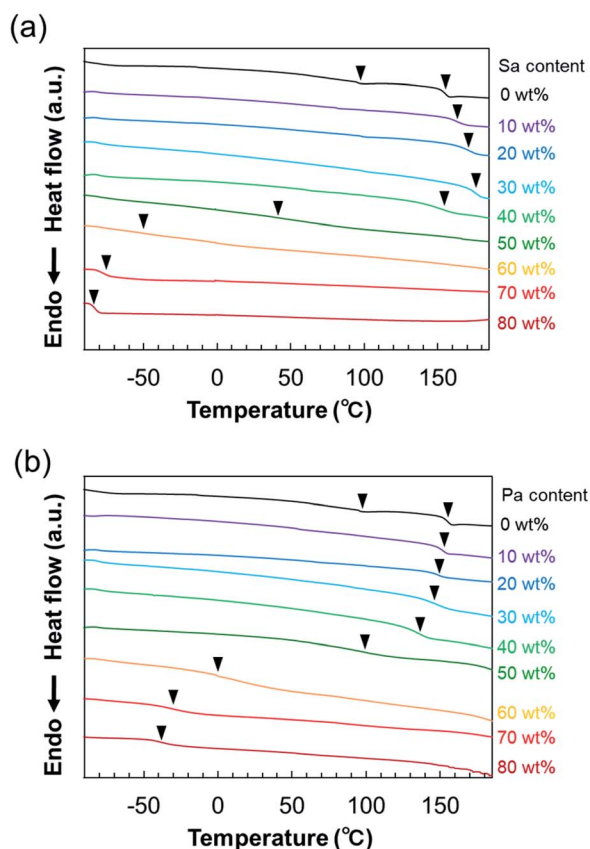 (a)
Sa content
0 wt%
10 wt%
20 wt%
30 wt%
40 wt%
50 wt%
60 wt%
70 wt%
80 wt%
Endo ← Heat flow (a.u.)
-50 0 50 100 150
Temperature (℃)
(b)
Pa content
0 wt%
10 wt%
20 wt%
30 wt%
40 wt%
50 wt%
60 wt%
70 wt%
80 wt%
Endo ← Heat flow (a.u.)
-50 0 50 100 150
Temperature (℃)